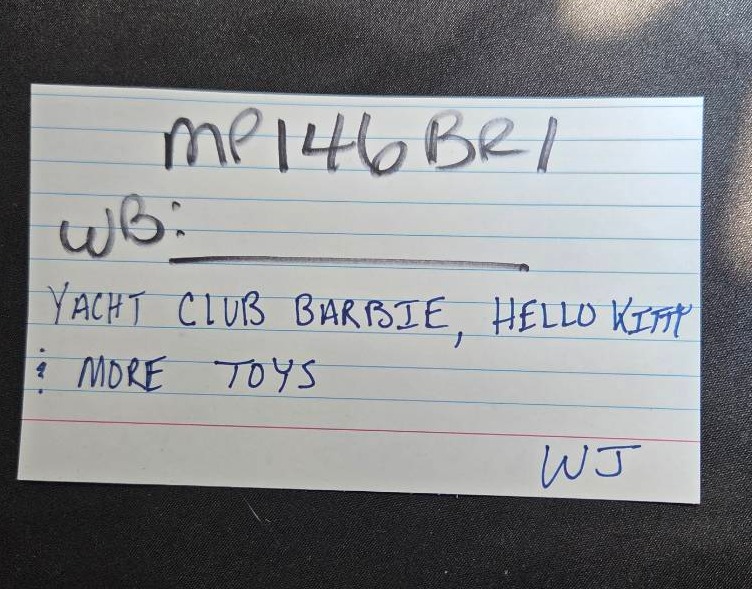 MP146BR1
WB:
YACHT CLUB BARBIE, HELLO KITTY
& MORE TOYS
WJ